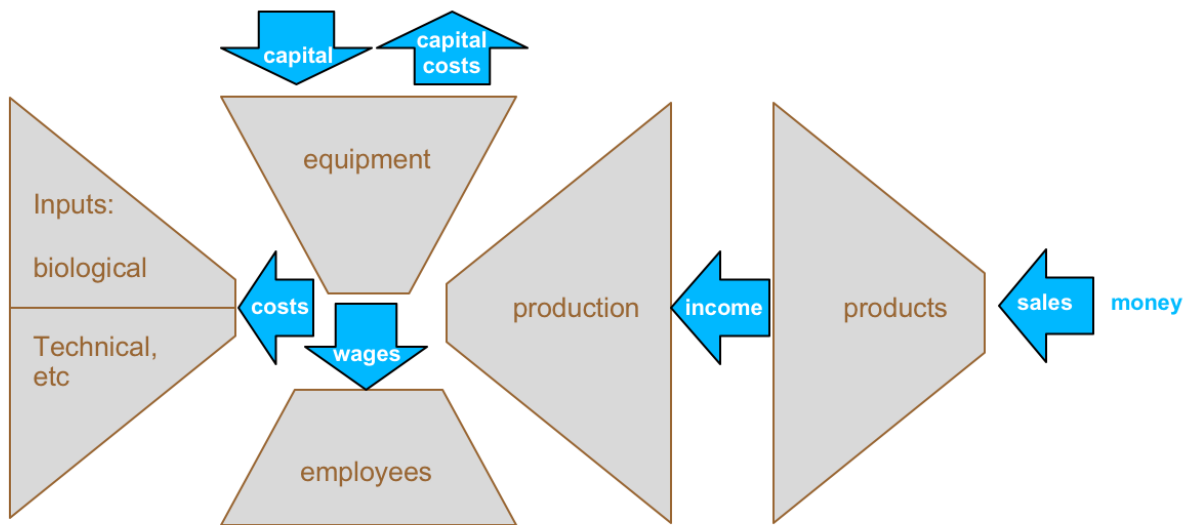 capital
capital
costs
equipment
Inputs:
biological
Technical,
etc
costs
wages
employees
production
income
products
sales
money